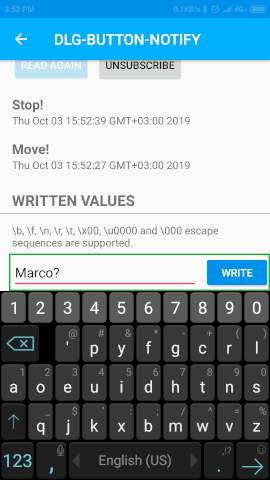 3:53 PM 0.1KB/s 4G
DLG-BUTTON-NOTIFY
READ AGAIN UNSUBSCRIBE
Stop!
Thu Oct 03 15:52:39 GMT+03:00 2019
Move!
Thu Oct 03 15:52:27 GMT+03:00 2019
WRITTEN VALUES
\b, \f, \n, \r, \t, \x00, \u0000 and \000 escape
sequences are supported.
Marco? WRITE
1 2 3 4 5 6 7 8 9 0
@ # & * - + ( )
' p y f g c r l
a o e u i d h t n s
_ $ " ' : ; / 
q j k x b m w v z
123 , English (US) . ,!?